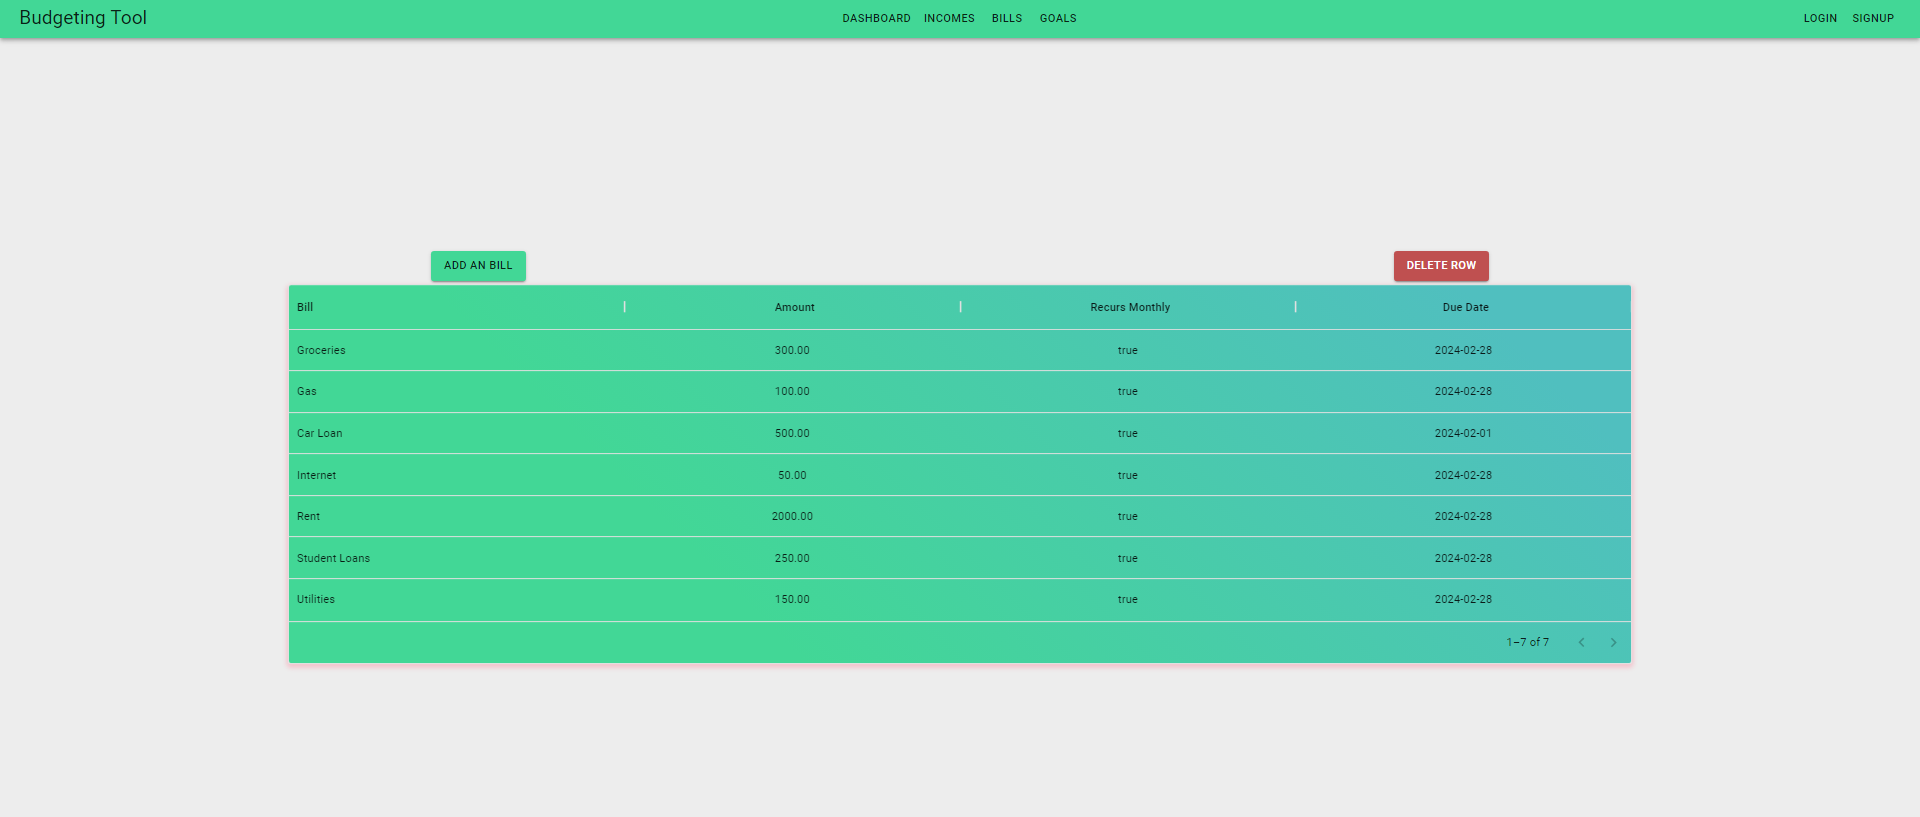 Budgeting Tool DASHBOARD INCOMES BILLS GOALS LOGIN SIGNUP
ADD AN BILL DELETE ROW
Bill Amount Recurs Monthly Due Date
Groceries 300.00 true 2024-02-28
Gas 100.00 true 2024-02-28
Car Loan 500.00 true 2024-02-01
Internet 50.00 true 2024-02-28
Rent 2000.00 true 2024-02-28
Student Loans 250.00 true 2024-02-28
Utilities 150.00 true 2024-02-28
1–7 of 7